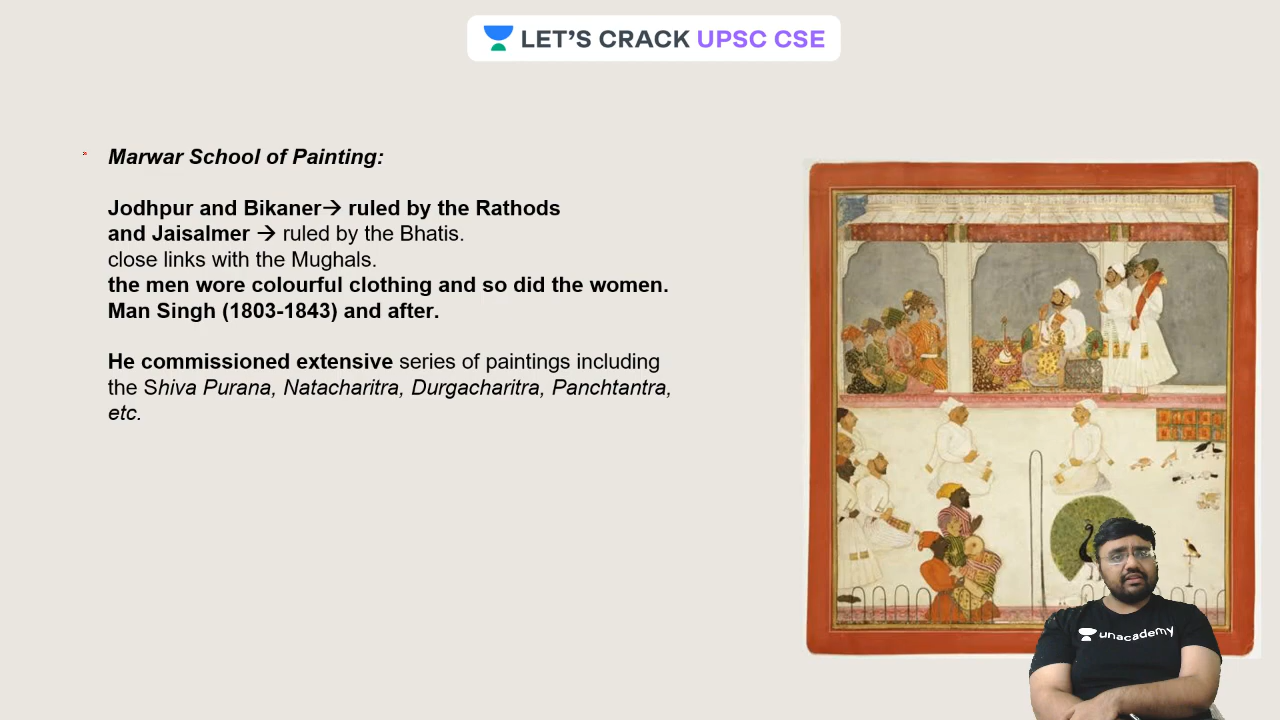 LET'S CRACK UPSC CSE
Marwar School of Painting:
Jodhpur and Bikaner→ ruled by the Rathods
and Jaisalmer → ruled by the Bhatis.
close links with the Mughals.
the men wore colourful clothing and so did the women.
Man Singh (1803-1843) and after.
He commissioned extensive series of paintings including
the Shiva Purana, Natacharitra, Durgacharitra, Panchtantra,
etc.
unacademy